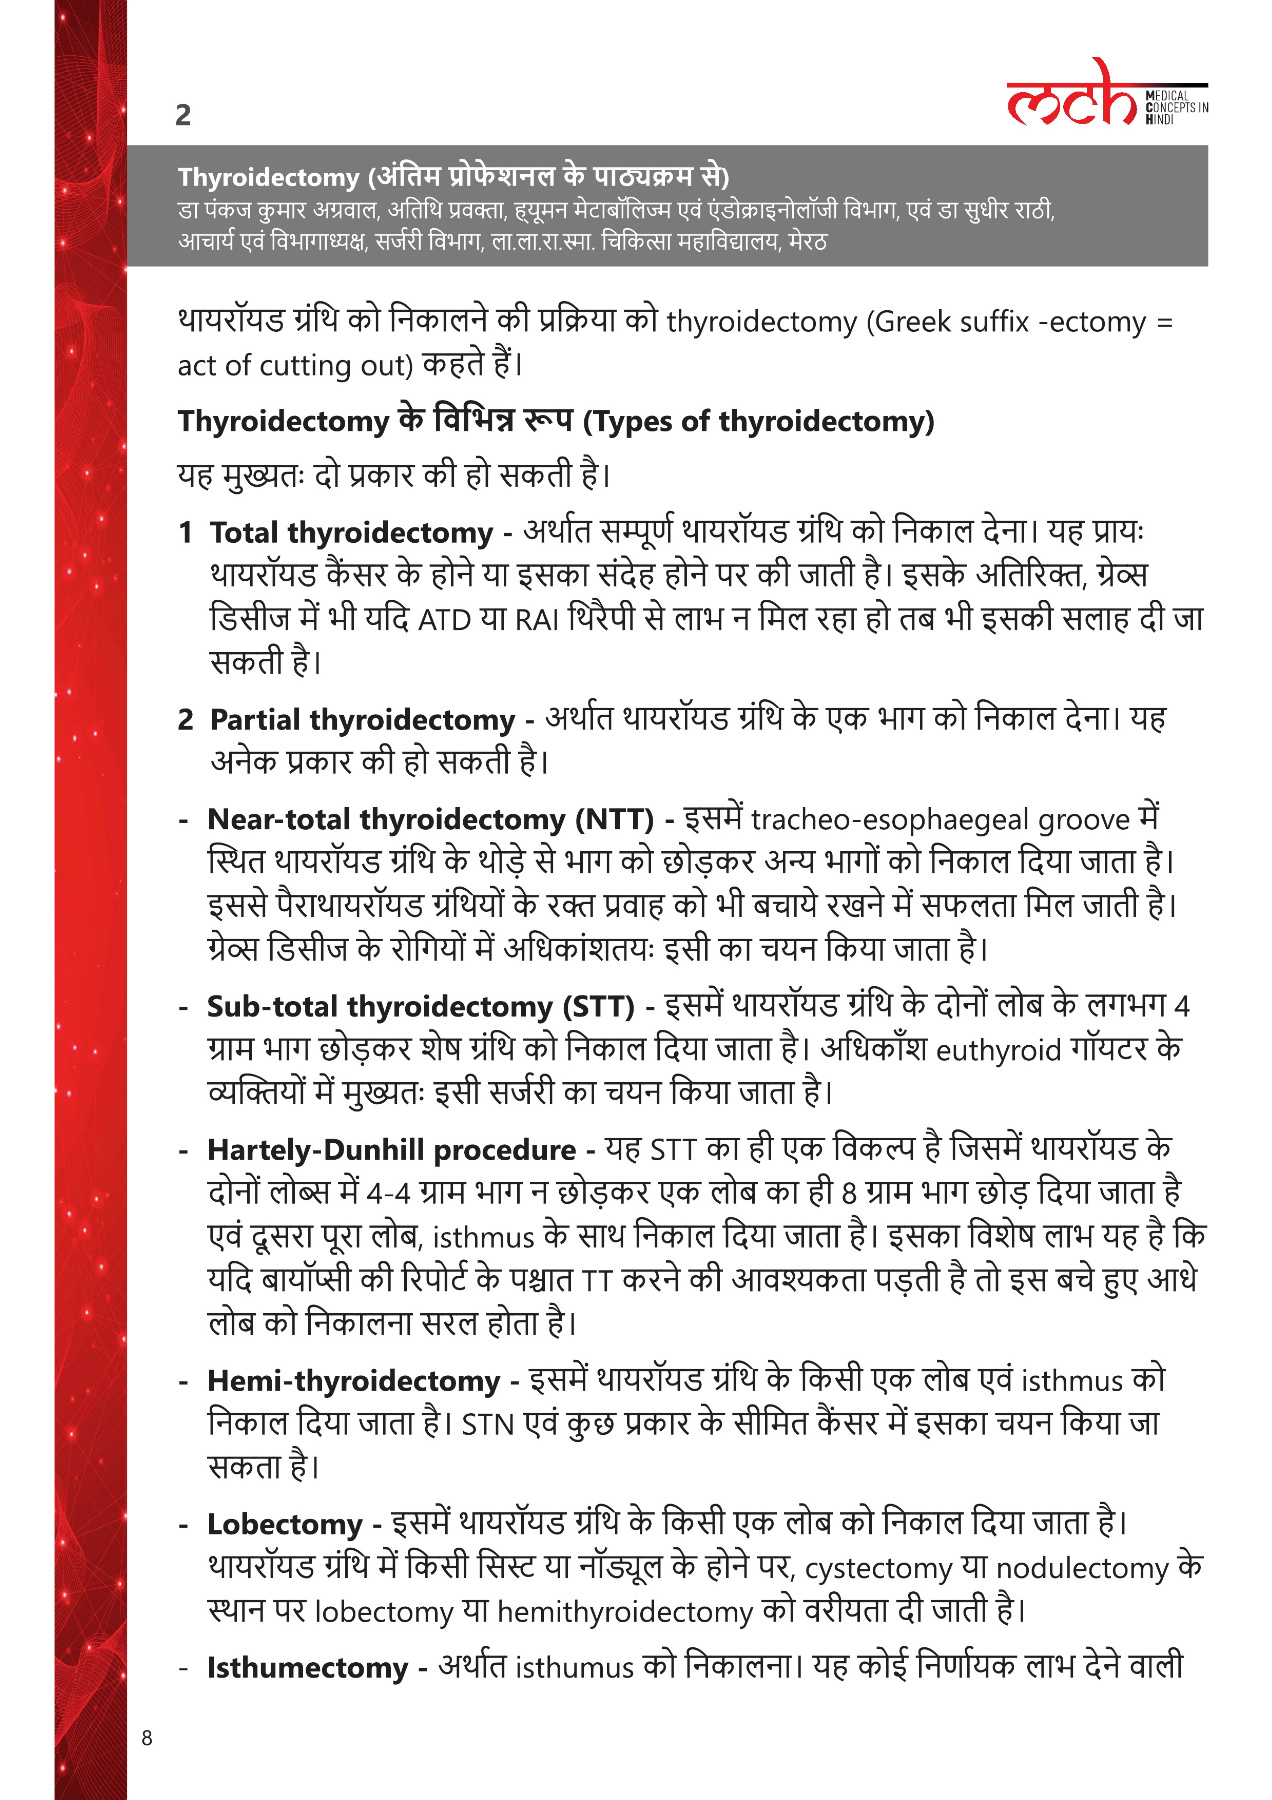 2
mch
MEDICAL
CONCEPTS IN
HINDI
Thyroidectomy (अंतिम प्रोफेशनल के पाठ्यक्रम से)
डा पंकज कुमार अग्रवाल, अतिथि प्रवक्ता, ह्यूमन मेटाबॉलिज्म एवं एंडोक्राइनोलॉजी विभाग, एवं डा सुधीर राठी,
आचार्य एवं विभागाध्यक्ष, सर्जरी विभाग, ला.ला.रा.स्मा. चिकित्सा महाविद्यालय, मेरठ
थायरॉयड ग्रंथि को निकालने की प्रक्रिया को thyroidectomy (Greek suffix -ectomy =
act of cutting out) कहते हैं।
Thyroidectomy के विभिन्न रूप (Types of thyroidectomy)
यह मुख्यतः दो प्रकार की हो सकती है।
1 Total thyroidectomy - अर्थात सम्पूर्ण थायरॉयड ग्रंथि को निकाल देना। यह प्रायः
थायरॉयड कैंसर के होने या इसका संदेह होने पर की जाती है। इसके अतिरिक्त, ग्रेव्स
डिसीज में भी यदि ATD या RAI थिरैपी से लाभ न मिल रहा हो तब भी इसकी सलाह दी जा
सकती है।
2 Partial thyroidectomy - अर्थात थायरॉयड ग्रंथि के एक भाग को निकाल देना। यह
अनेक प्रकार की हो सकती है।
- Near-total thyroidectomy (NTT) - इसमें tracheo-esophaegeal groove में
स्थित थायरॉयड ग्रंथि के थोड़े से भाग को छोड़कर अन्य भागों को निकाल दिया जाता है।
इससे पैराथायरॉयड ग्रंथियों के रक्त प्रवाह को भी बचाये रखने में सफलता मिल जाती है।
ग्रेव्स डिसीज के रोगियों में अधिकांशतयः इसी का चयन किया जाता है।
- Sub-total thyroidectomy (STT) - इसमें थायरॉयड ग्रंथि के दोनों लोब के लगभग 4
ग्राम भाग छोड़कर शेष ग्रंथि को निकाल दिया जाता है। अधिकाँश euthyroid गॉयटर के
व्यक्तियों में मुख्यतः इसी सर्जरी का चयन किया जाता है।
- Hartely-Dunhill procedure - यह STT का ही एक विकल्प है जिसमें थायरॉयड के
दोनों लोब्स में 4-4 ग्राम भाग न छोड़कर एक लोब का ही 8 ग्राम भाग छोड़ दिया जाता है
एवं दूसरा पूरा लोब, isthmus के साथ निकाल दिया जाता है। इसका विशेष लाभ यह है कि
यदि बायॉप्सी की रिपोर्ट के पश्चात TT करने की आवश्यकता पड़ती है तो इस बचे हुए आधे
लोब को निकालना सरल होता है।
- Hemi-thyroidectomy - इसमें थायरॉयड ग्रंथि के किसी एक लोब एवं isthmus को
निकाल दिया जाता है। STN एवं कुछ प्रकार के सीमित कैंसर में इसका चयन किया जा
सकता है।
- Lobectomy - इसमें थायरॉयड ग्रंथि के किसी एक लोब को निकाल दिया जाता है।
थायरॉयड ग्रंथि में किसी सिस्ट या नॉड्यूल के होने पर, cystectomy या nodulectomy के
स्थान पर lobectomy या hemithyroidectomy को वरीयता दी जाती है।
- Isthumectomy - अर्थात isthumus को निकालना। यह कोई निर्णायक लाभ देने वाली
8